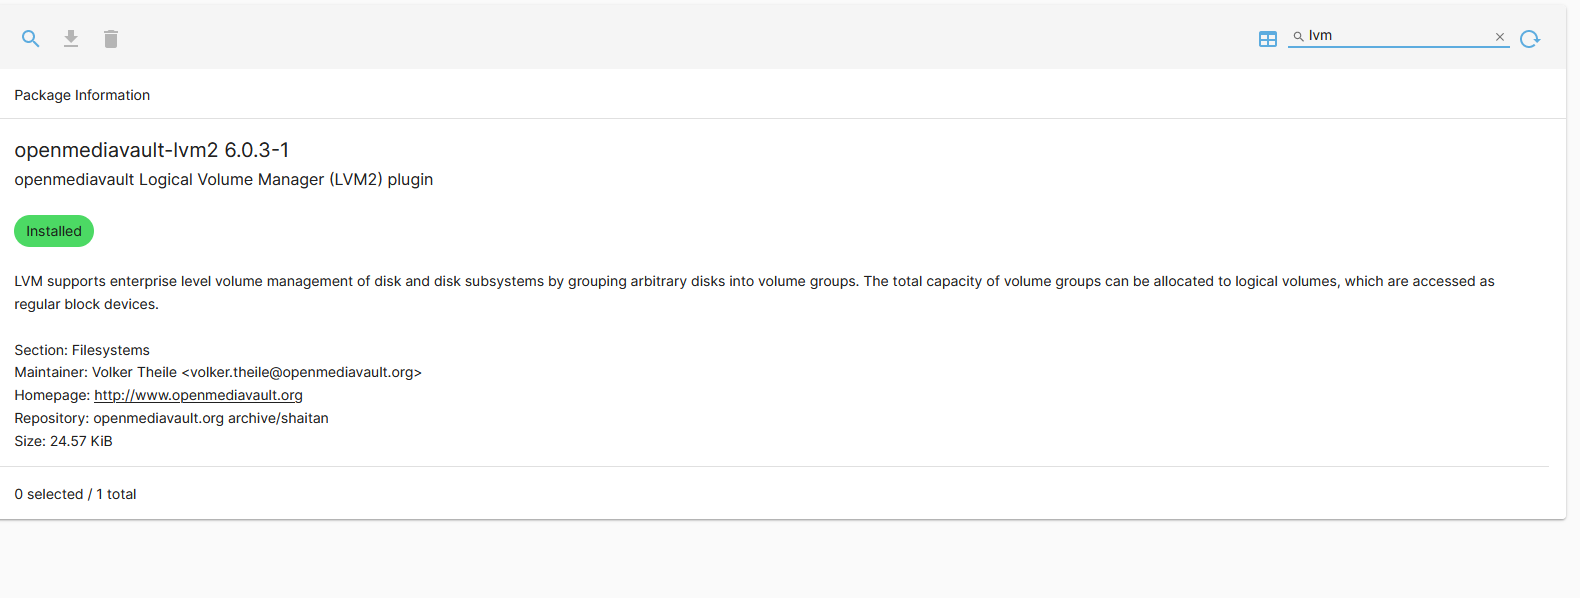 lvm
Package Information
openmediavault-lvm2 6.0.3-1
openmediavault Logical Volume Manager (LVM2) plugin
Installed
LVM supports enterprise level volume management of disk and disk subsystems by grouping arbitrary disks into volume groups. The total capacity of volume groups can be allocated to logical volumes, which are accessed as
regular block devices.
Section: Filesystems
Maintainer: Volker Theile <volker.theile@openmediavault.org>
Homepage: http://www.openmediavault.org
Repository: openmediavault.org archive/shaitan
Size: 24.57 KiB
0 selected / 1 total